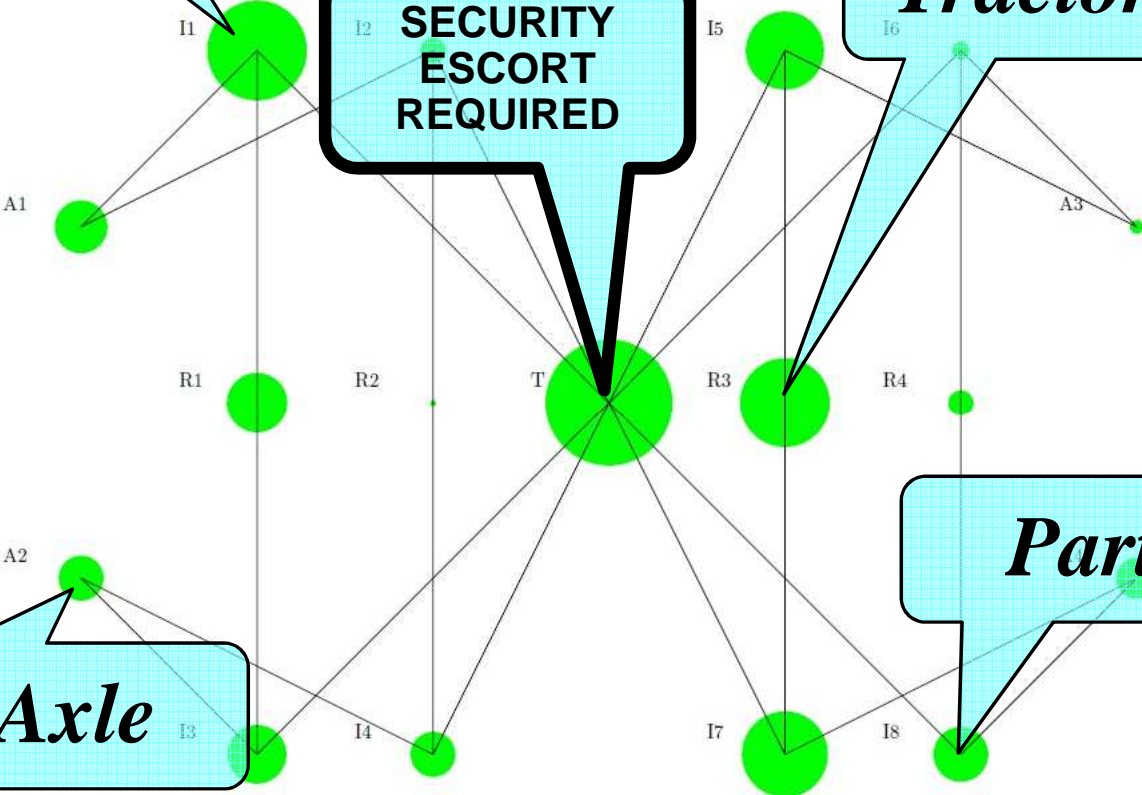 I1
I2
SECURITY
ESCORT
REQUIRED
I5
Tractor
I6
A1
A3
R1
R2
T
R3
R4
A2
Axle
I3
I4
I7
I8